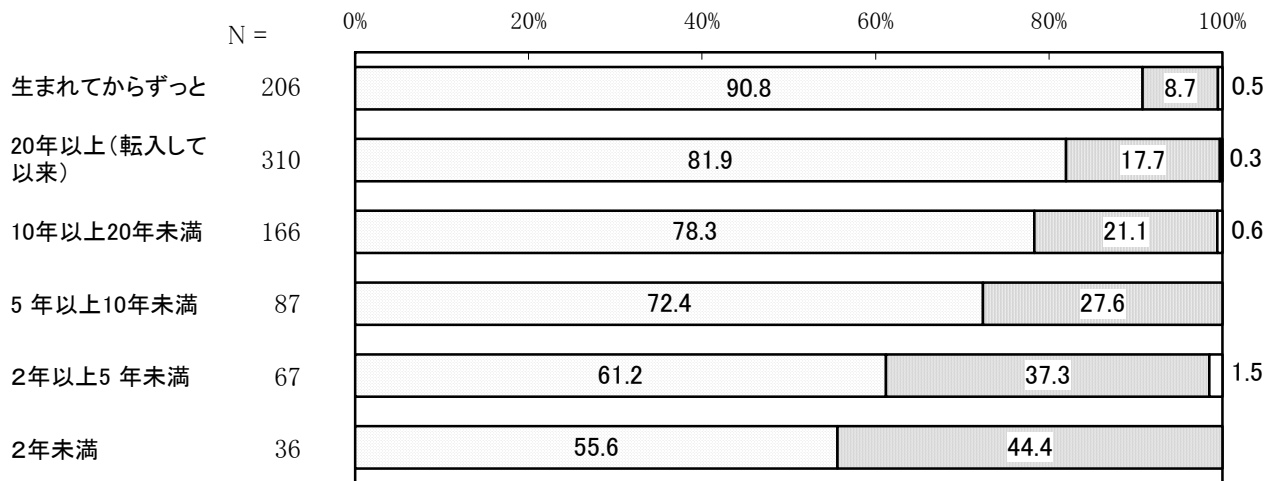 N =
0% 20% 40% 60% 80% 100%
生まれてからずっと 206 90.8 8.7 0.5
20年以上（転入して
以来） 310 81.9 17.7 0.3
10年以上20年未満 166 78.3 21.1 0.6
5 年以上10年未満 87 72.4 27.6
２年以上5 年未満 67 61.2 37.3 1.5
２年未満 36 55.6 44.4